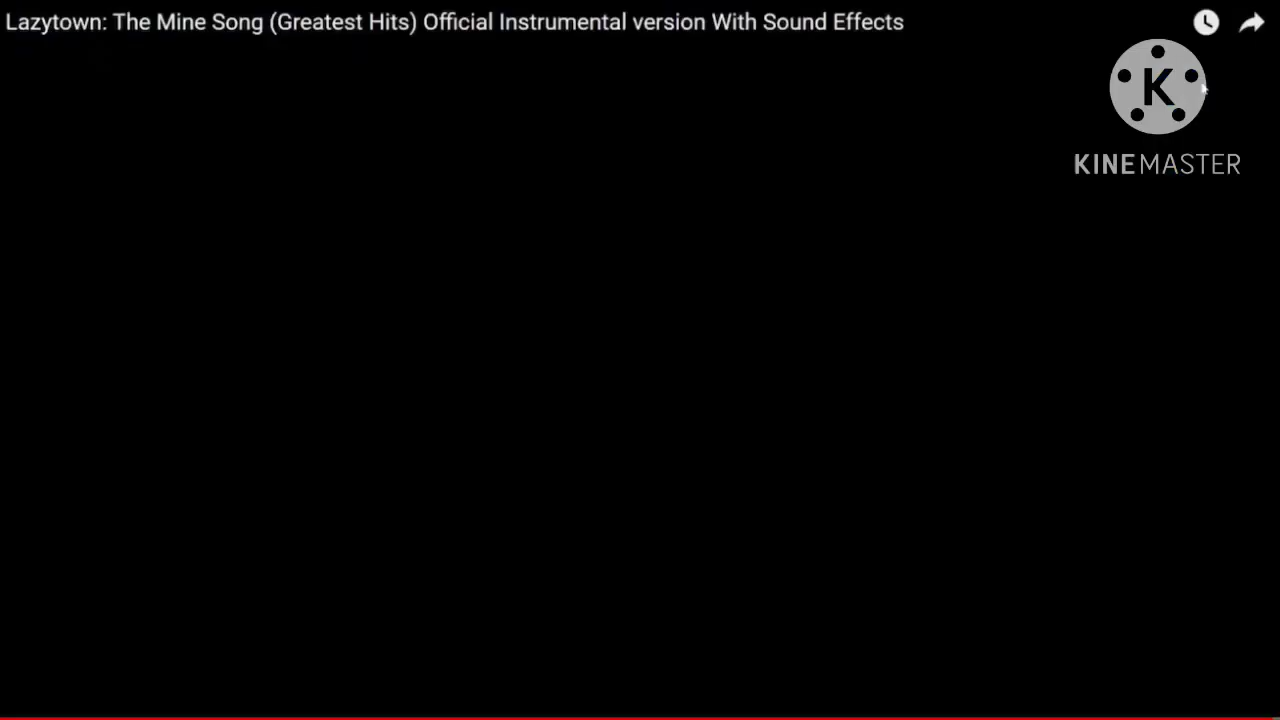 Lazytown: The Mine Song (Greatest Hits) Official Instrumental version With Sound Effects
K
KINEMASTER